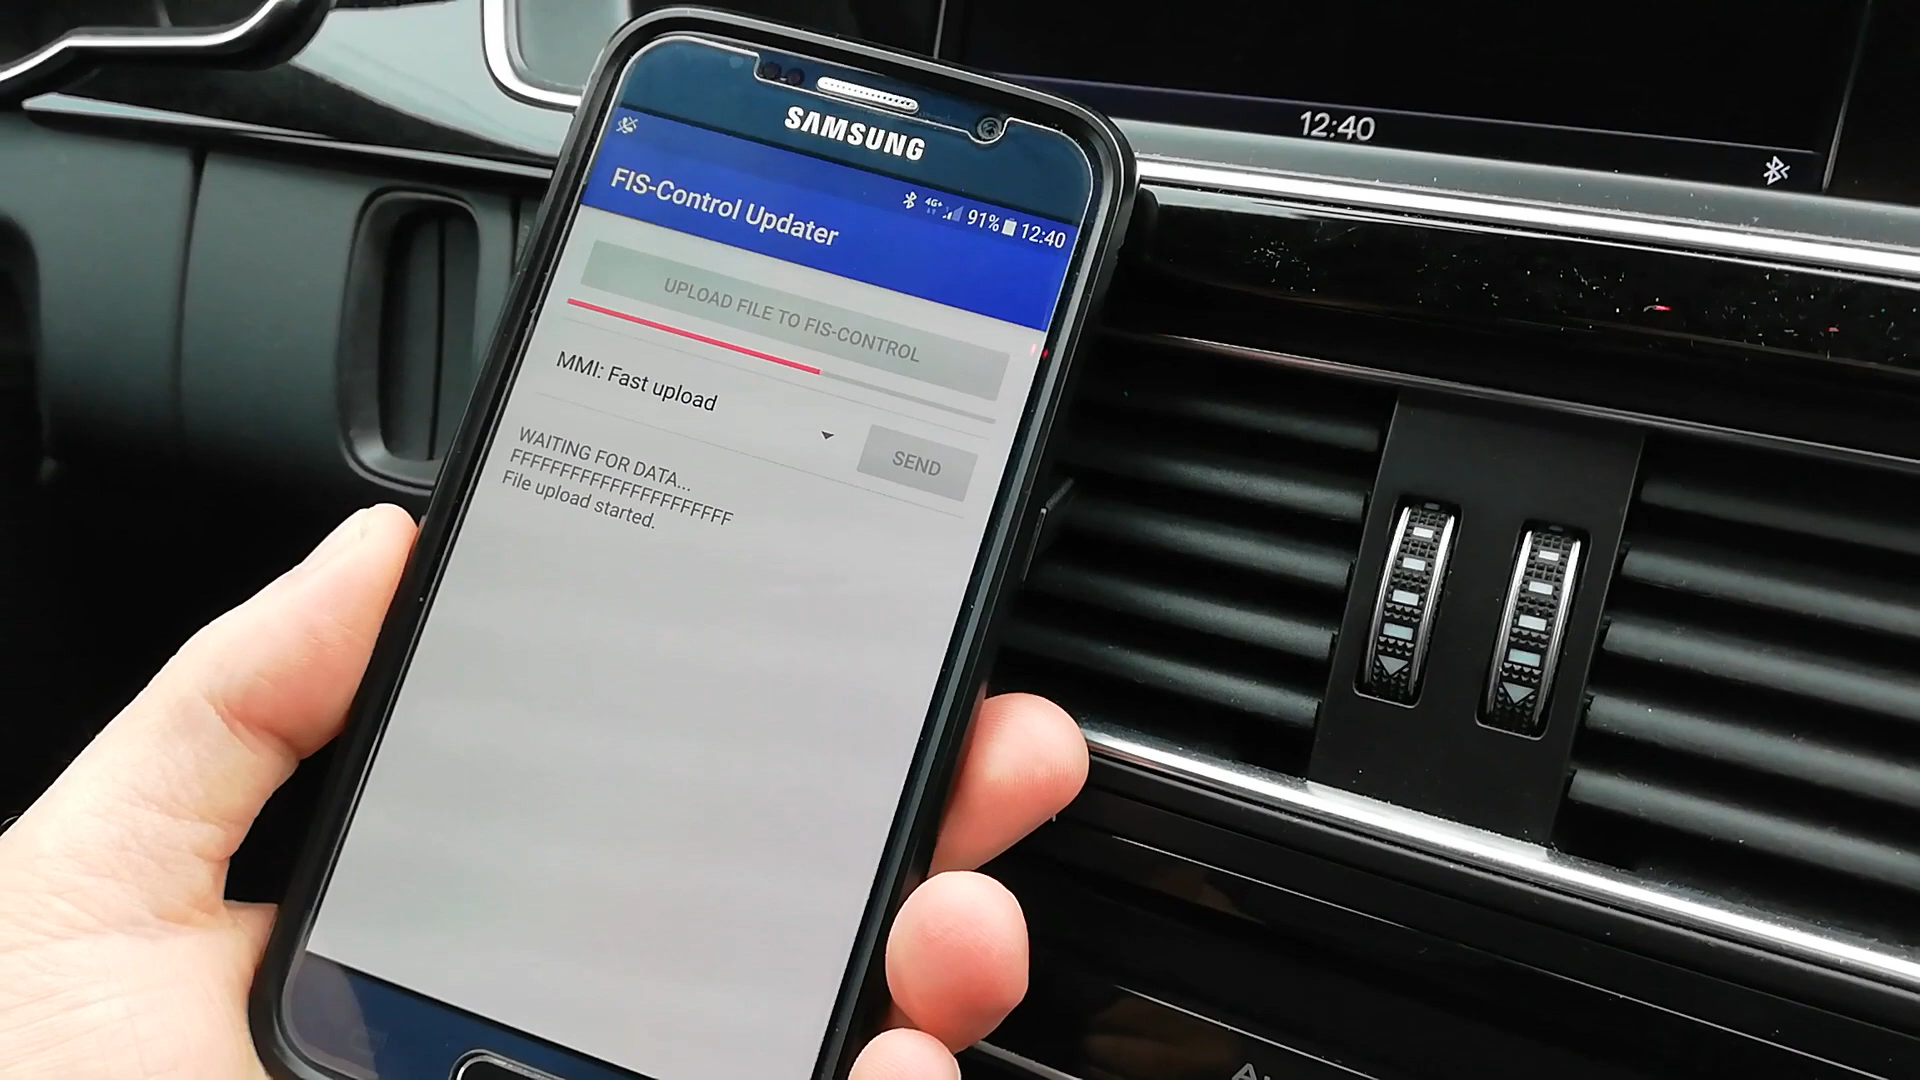 12:40
SAMSUNG
4G+ 91% 12:40
FIS-Control Updater
UPLOAD FILE TO FIS-CONTROL
MMI: Fast upload
SEND
WAITING FOR DATA...
FFFFFFFFFFFFFFFFFFFF
File upload started.